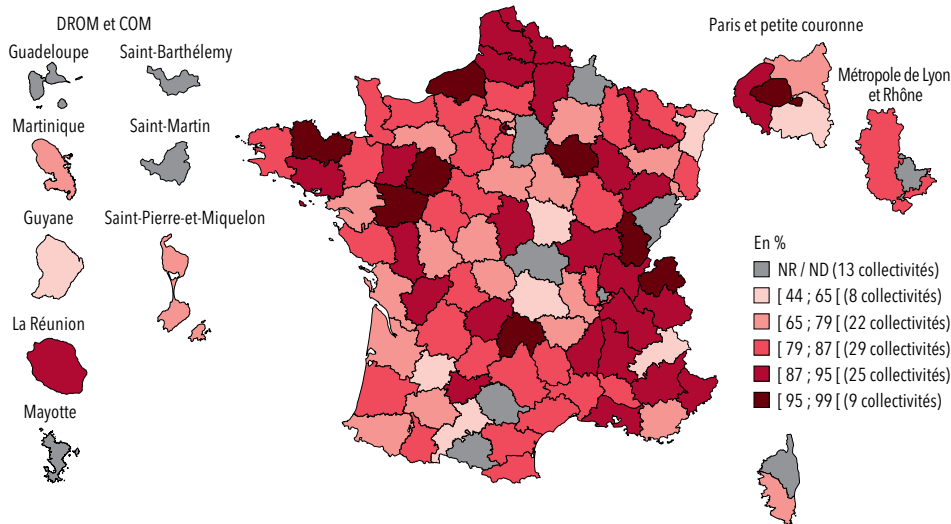 DROM et COM
Guadeloupe
Saint-Barthélemy
Martinique
Saint-Martin
Guyane
Saint-Pierre-et-Miquelon
La Réunion
Mayotte
Paris et petite couronne
Métropole de Lyon
et Rhône
En %
NR / ND (13 collectivités)
[ 44 ; 65 [ (8 collectivités)
[ 65 ; 79 [ (22 collectivités)
[ 79 ; 87 [ (29 collectivités)
[ 87 ; 95 [ (25 collectivités)
[ 95 ; 99 [ (9 collectivités)